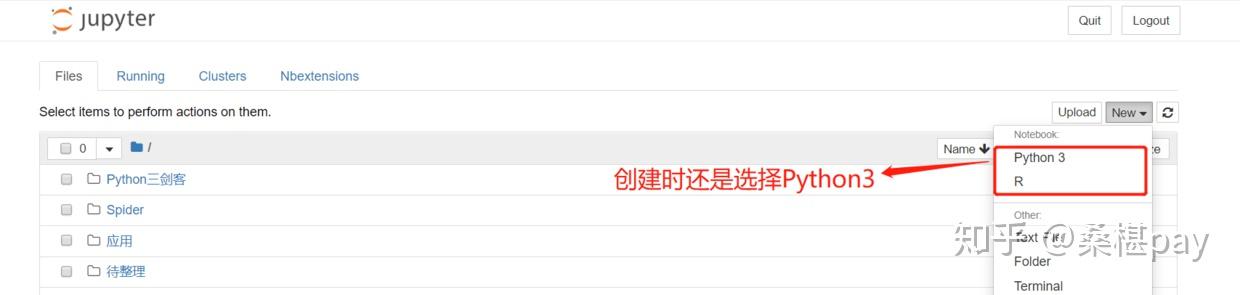 jupyter
Quit
Logout
Files
Running
Clusters
Nbextensions
Select items to perform actions on them.
Upload
New
0
/
Name
ze
Notebook:
Python 3
R
Other:
Text File
Folder
Terminal
创建时还是选择Python3
Python三剑客
Spider
应用
待整理
知乎 @桑椹pay